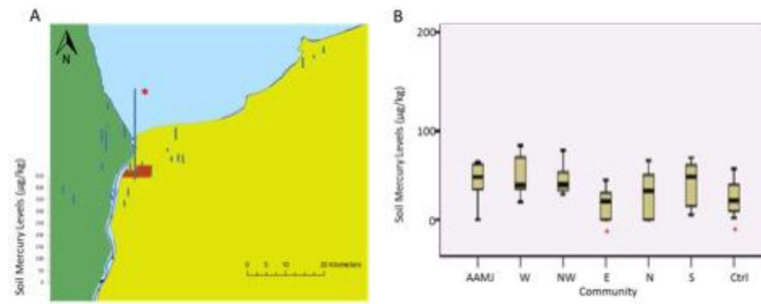 A
N
*
Soil Mercury Levels (µg/kg)
0 5 10 20 Kilometers
B
Soil Mercury Levels (µg/kg)
200
100
0
AAMJ W NW E N S Ctrl
Community